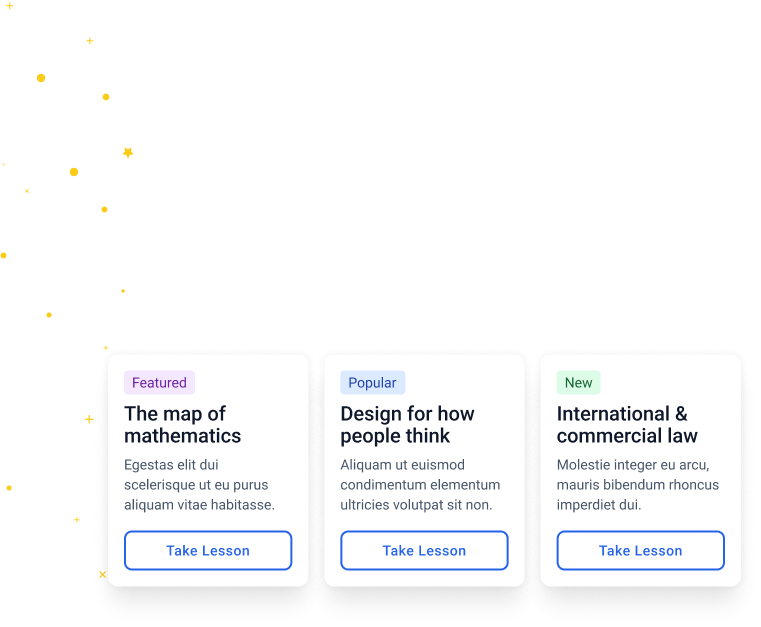 Featured
The map of
mathematics
Egestas elit dui
scelerisque ut eu purus
aliquam vitae habitasse.
Take Lesson
Popular
Design for how
people think
Aliquam ut euismod
condimentum elementum
ultricies volutpat sit non.
Take Lesson
New
International &
commercial law
Molestie integer eu arcu,
mauris bibendum rhoncus
imperdiet dui.
Take Lesson